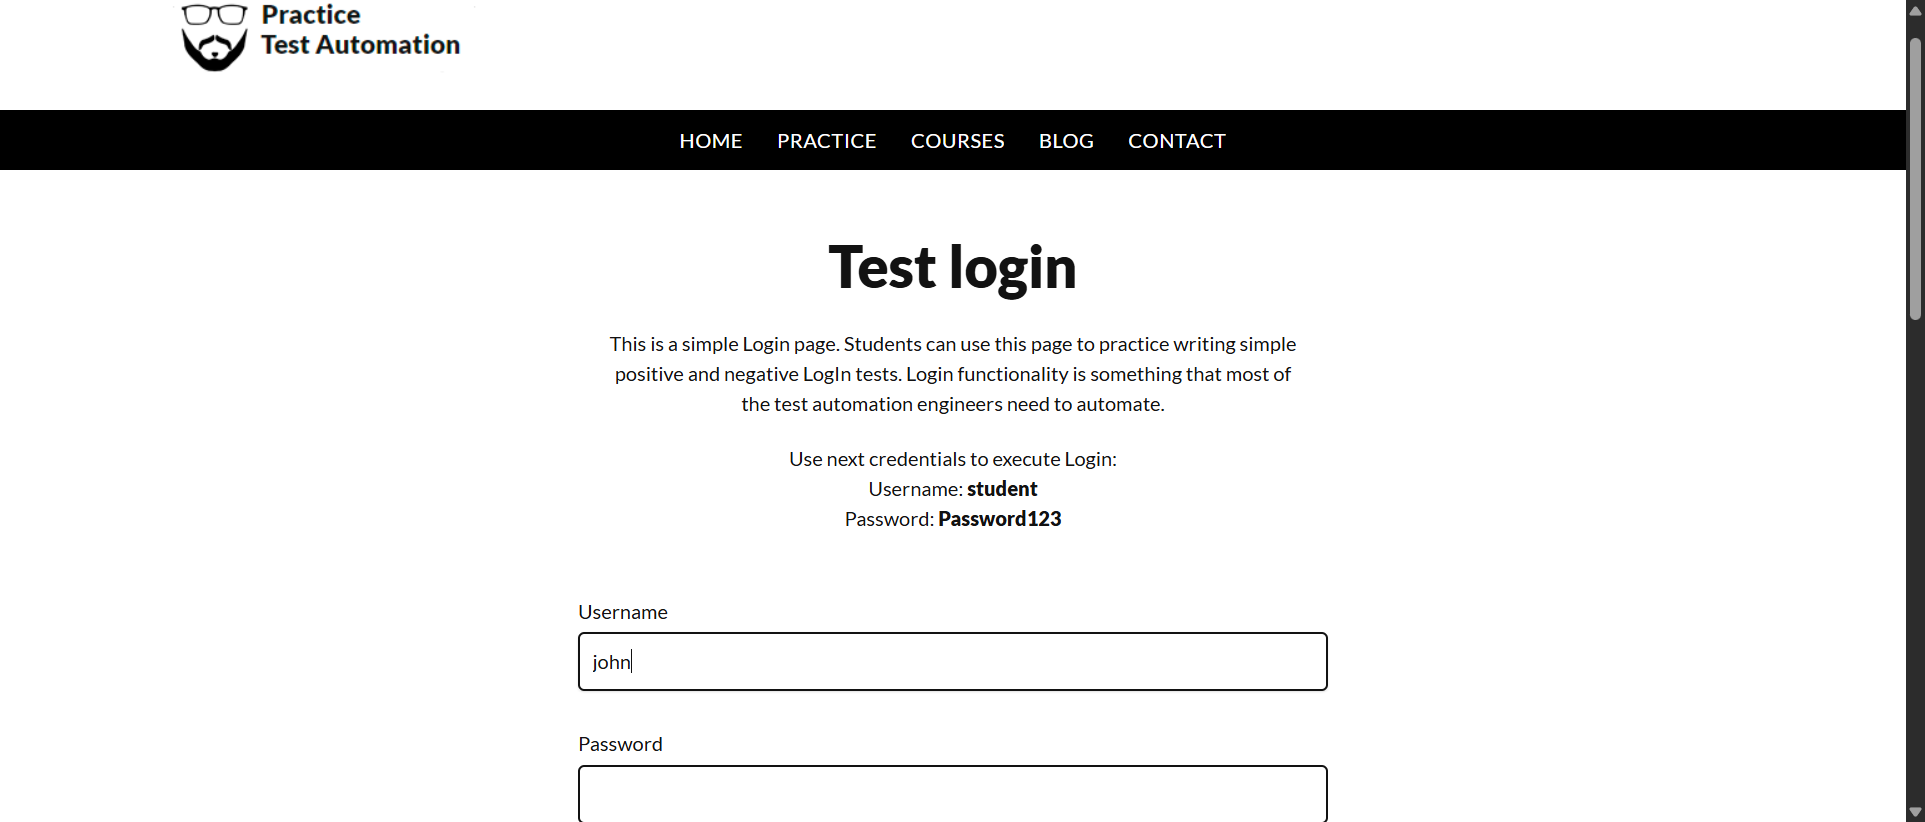 Practice
Test Automation
HOME PRACTICE COURSES BLOG CONTACT
Test login
This is a simple Login page. Students can use this page to practice writing simple
positive and negative LogIn tests. Login functionality is something that most of
the test automation engineers need to automate.
Use next credentials to execute Login:
Username: student
Password: Password123
Username
john
Password